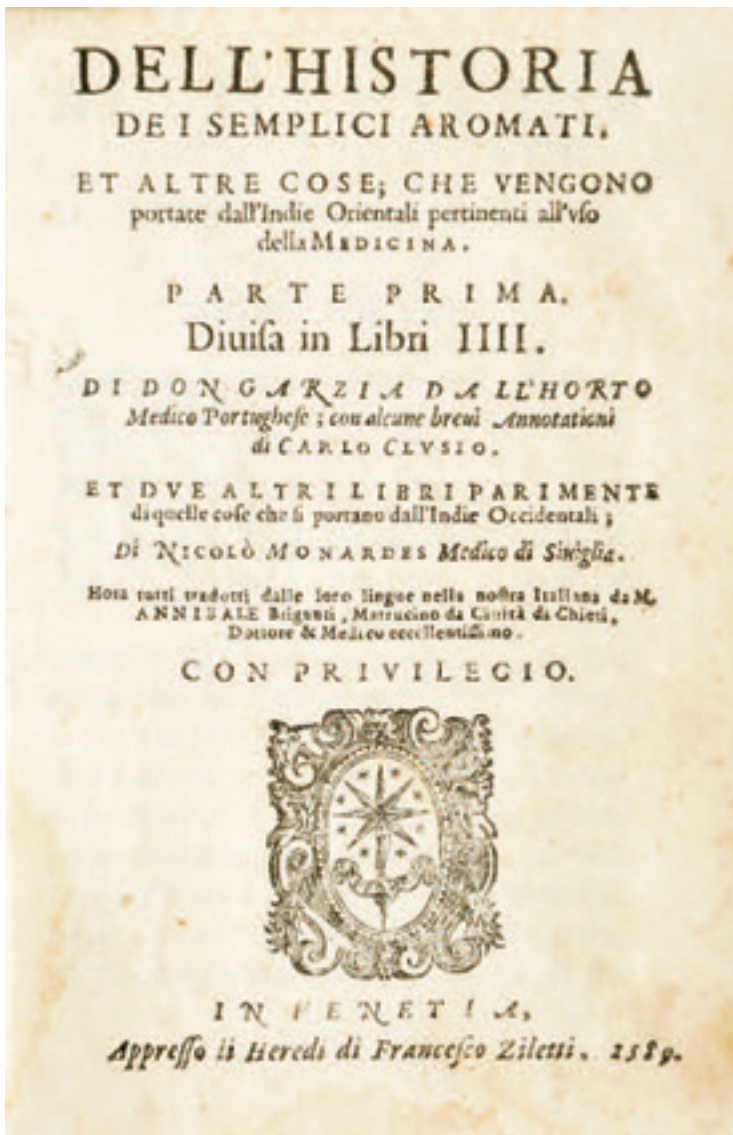 DELL'HISTORIA
DE I SEMPLICI AROMATI,
ET ALTRE COSE; CHE VENGONO
portate dall'Indie Orientali pertinenti all'vſo
della MEDICINA.
PARTE PRIMA.
Diuiſa in Libri IIII.
DI DON GARZIA DALL'HORTO
Medico Portugheſe; con alcune breui Annotationi
di CARLO CLVSIO.
ET DVE ALTRI LIBRI PARIMENTE
di quelle coſe che ſi portano dall'Indie Occidentali;
Di NICOLÒ MONARDES Medico di Siuiglia.
Hora tutti tradotti dalle loro lingue nella noſtra Italiana da M.
ANNIBALE Briganti, Marrucino da Ciuità di Chieti,
Dottore & Medico eccellentiſſimo.
CON PRIVILEGIO.
IN VENETIA,
Appreſſo li Heredi di Franceſco Ziletti. 1589.